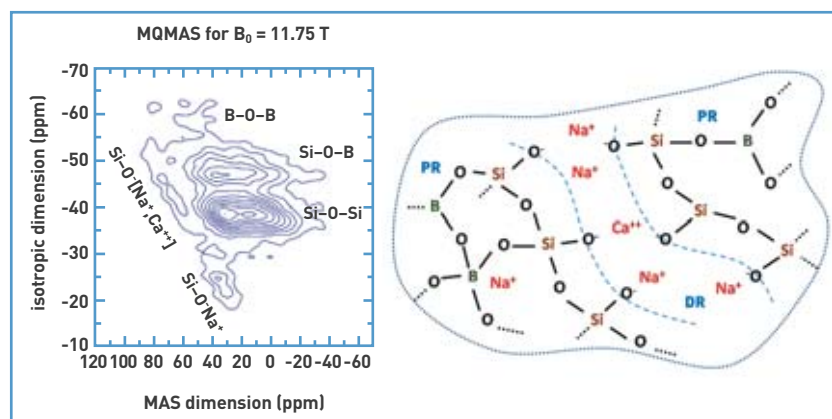 MQMAS for B₀ = 11.75 T
isotropic dimension (ppm)
-70
-60
-50
-40
-30
-20
-10
B–O–B
Si–O–B
Si–O–Si
Si–O⁻[Na⁺,Ca⁺⁺]
Si–O⁻Na⁺
120 100 80 60 40 20 0 -20 -40 -60
MAS dimension (ppm)
O
Na⁺ PR
O⁻ Si O B
O⁻ Na⁺
PR O Si O O
B O Si O
Ca⁺⁺
O Si O⁻ O Si
O
B Na⁺ Na⁺ Na⁺ O⁻
O O O⁻ DR
O Si O